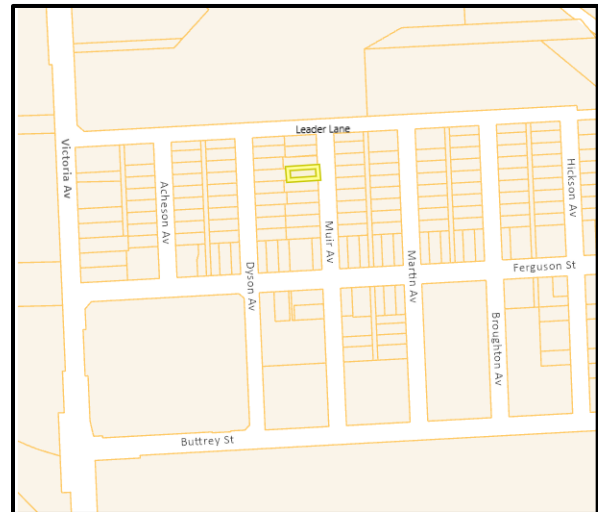 Leader Lane
Victoria Av
Acheson Av
Dyson Av
Muir Av
Martin Av
Hickson Av
Ferguson St
Broughton Av
Buttrey St